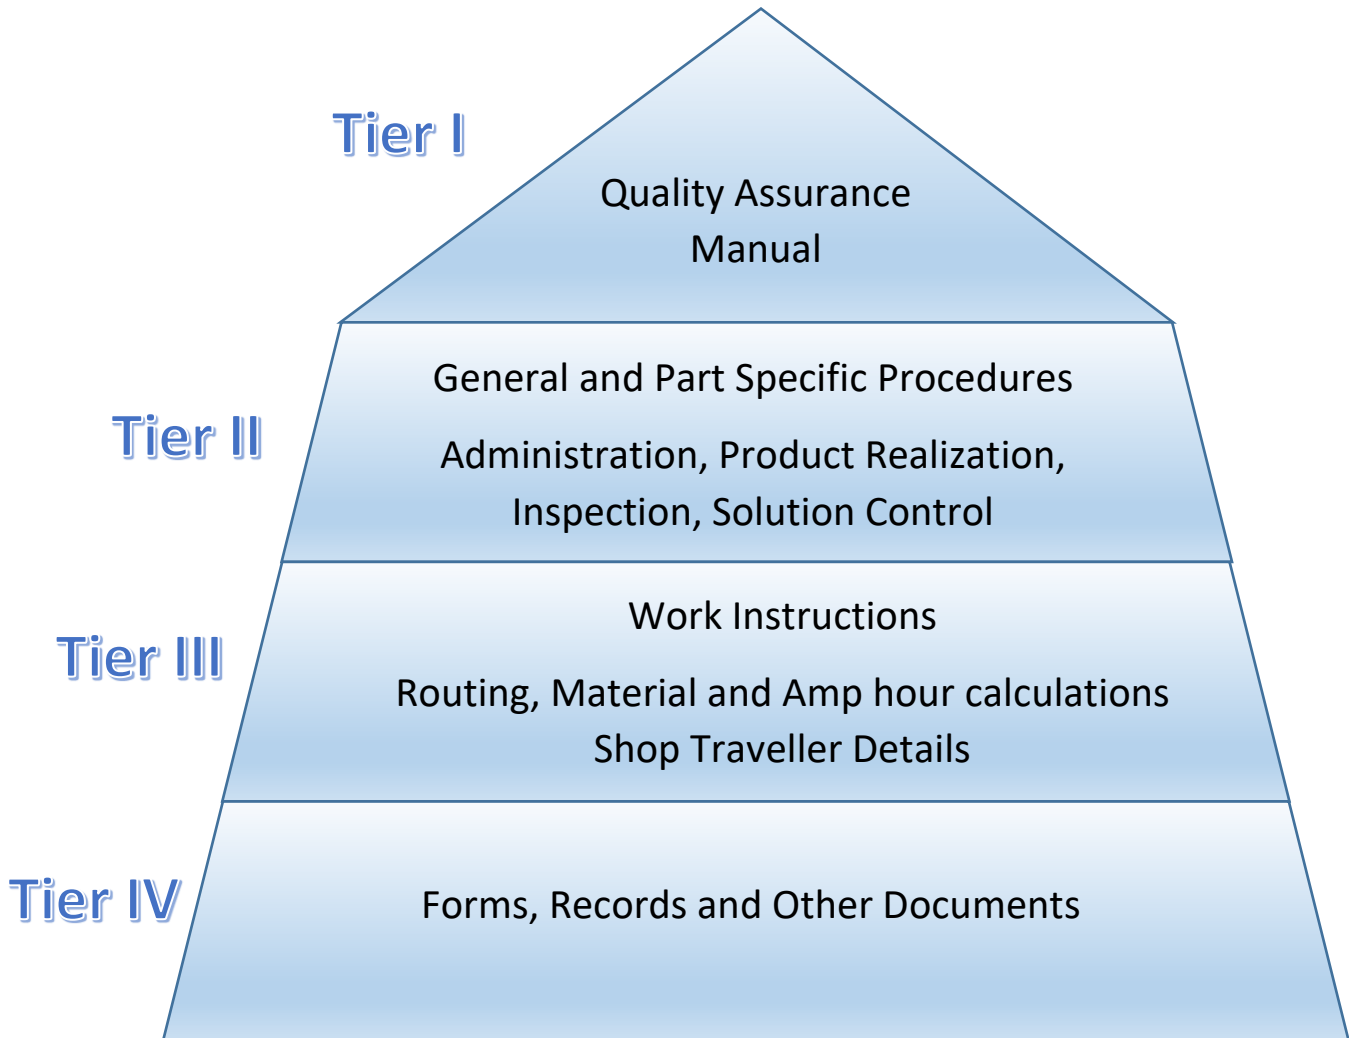 Tier I
Quality Assurance
Manual
Tier II
General and Part Specific Procedures
Administration, Product Realization,
Inspection, Solution Control
Tier III
Work Instructions
Routing, Material and Amp hour calculations
Shop Traveller Details
Tier IV
Forms, Records and Other Documents